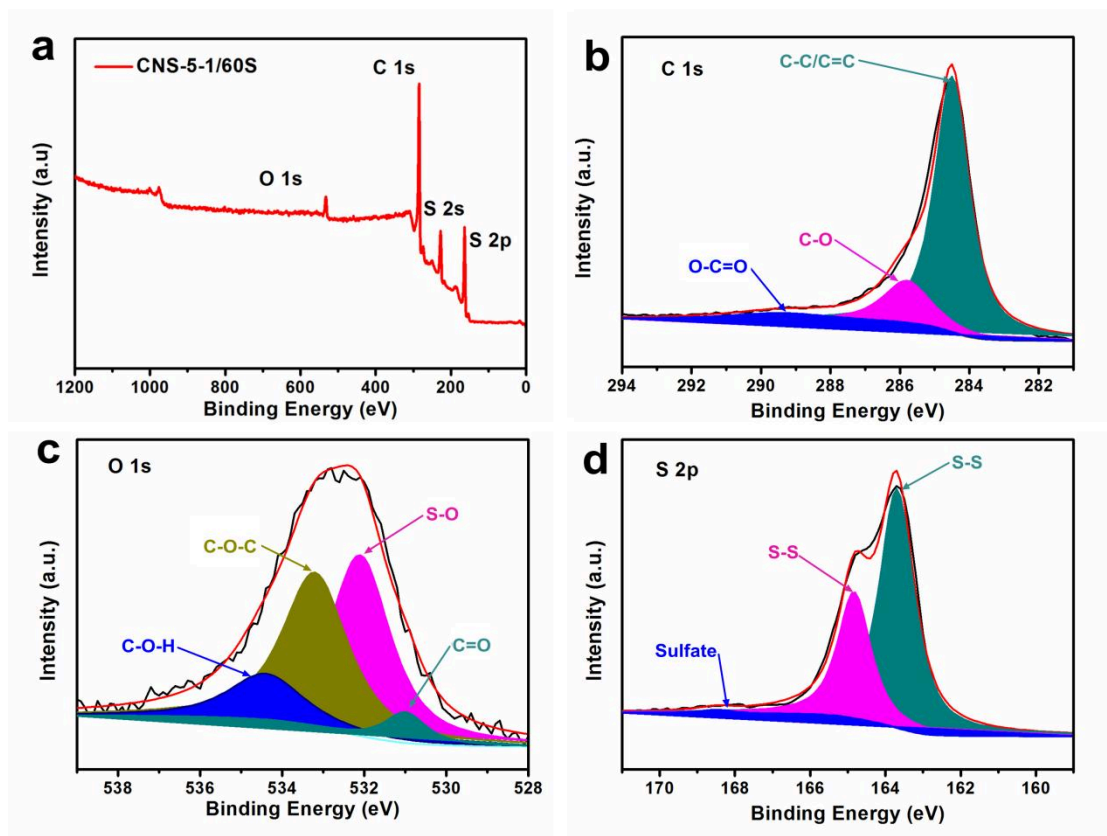 a
CNS-5-1/60S
C 1s
O 1s
S 2s
S 2p
Intensity (a.u)
1200 1000 800 600 400 200 0
Binding Energy (eV)
b
C 1s
C-C/C=C
C-O
O-C=O
Intensity (a.u.)
294 292 290 288 286 284 282
Binding Energy (eV)
c
O 1s
S-O
C-O-C
C-O-H
C=O
Intensity (a.u.)
538 536 534 532 530 528
Binding Energy (eV)
d
S 2p
S-S
S-S
Sulfate
Intensity (a.u.)
170 168 166 164 162 160
Binding Energy (eV)